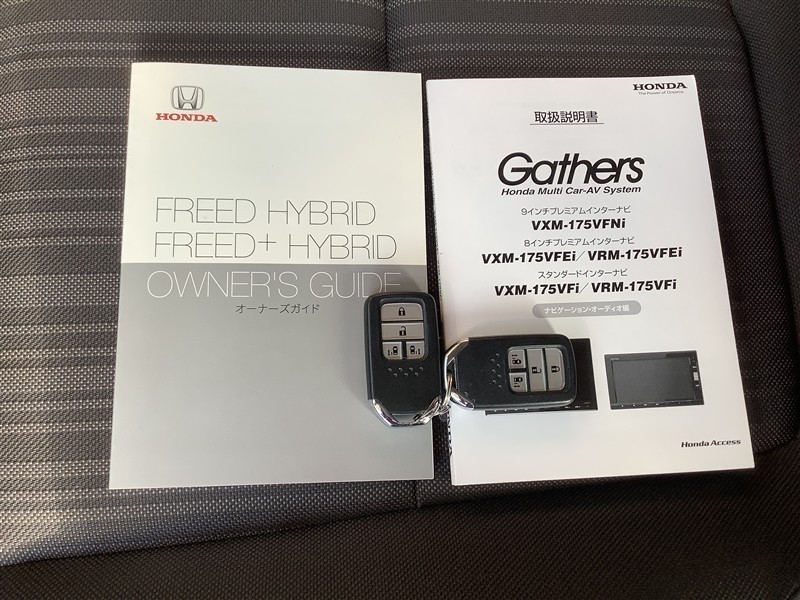 HONDA
FREED HYBRID
FREED+ HYBRID
OWNER'S GUIDE
オーナーズガイド
HONDA
The Power of Dreams
取扱説明書
Gathers
Honda Multi Car-AV System
9インチプレミアムインターナビ
VXM-175VFNi
8インチプレミアムインターナビ
VXM-175VFEi/VRM-175VFEi
スタンダードインターナビ
VXM-175VFi/VRM-175VFi
ナビゲーション・オーディオ編
Honda Access